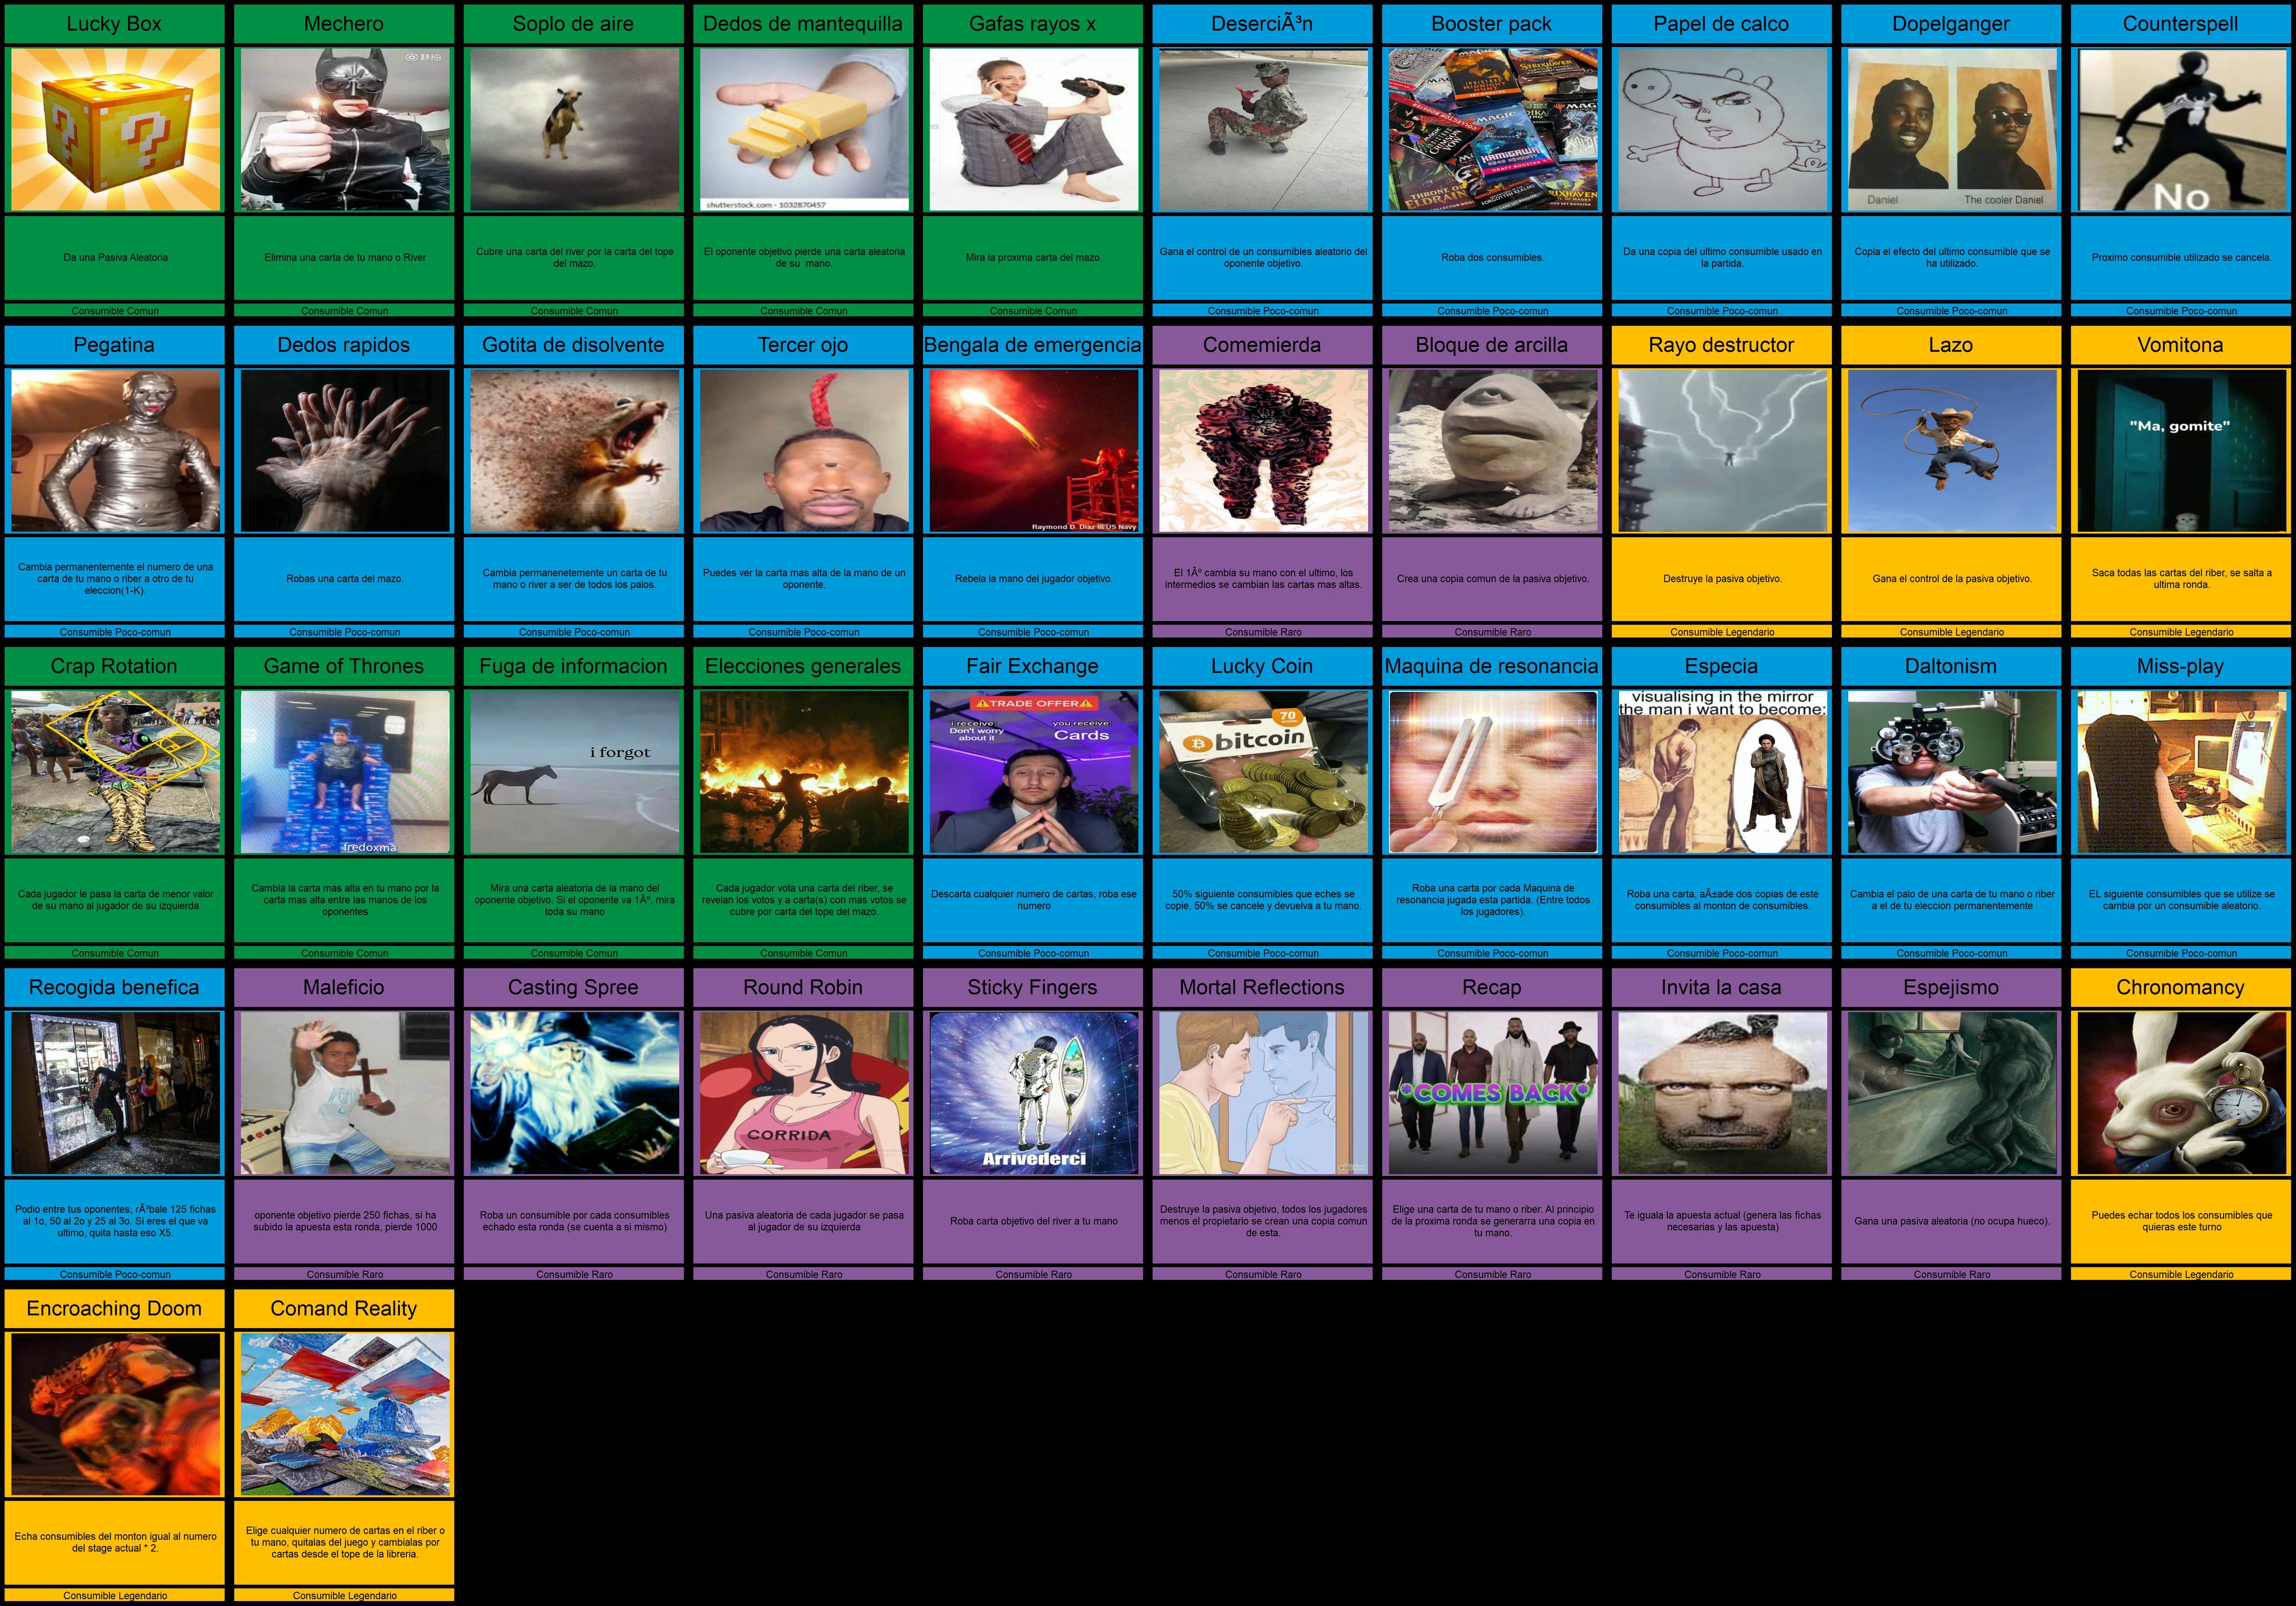 Lucky Box
Mechero
Soplo de aire
Dedos de mantequilla
Gafas rayos x
DeserciÃ³n
Booster pack
Papel de calco
Dopelganger
Counterspell
shutterstock.com · 1032870457
alamy
Daniel
The cooler Daniel
No
Da una Pasiva Aleatoria
Elimina una carta de tu mano o River
Cubre una carta del river por la carta del tope
del mazo.
El oponente objetivo pierde una carta aleatoria
de su mano.
Mira la proxima carta del mazo.
Gana el control de un consumibles aleatorio del
oponente objetivo.
Roba dos consumibles.
Da una copia del ultimo consumible usado en
la partida.
Copia el efecto del ultimo consumible que se
ha utilizado.
Proximo consumible utilizado se cancela.
Consumible Comun
Consumible Comun
Consumible Comun
Consumible Comun
Consumible Comun
Consumible Poco-comun
Consumible Poco-comun
Consumible Poco-comun
Consumible Poco-comun
Consumible Poco-comun
Pegatina
Dedos rapidos
Gotita de disolvente
Tercer ojo
Bengala de emergencia
Comemierda
Bloque de arcilla
Rayo destructor
Lazo
Vomitona
Raymond D. Diaz III/US Navy
"Ma, gomite"
Cambia permanentemente el numero de una
carta de tu mano o riber a otro de tu
eleccion(1-K).
Robas una carta del mazo.
Cambia permanenetemente un carta de tu
mano o river a ser de todos los palos.
Puedes ver la carta mas alta de la mano de un
oponente.
Rebela la mano del jugador objetivo.
El 1Âº cambia su mano con el ultimo, los
intermedios se cambian las cartas mas altas.
Crea una copia comun de la pasiva objetivo.
Destruye la pasiva objetivo.
Gana el control de la pasiva objetivo.
Saca todas las cartas del riber, se salta a
ultima ronda.
Consumible Poco-comun
Consumible Poco-comun
Consumible Poco-comun
Consumible Poco-comun
Consumible Poco-comun
Consumible Raro
Consumible Raro
Consumible Legendario
Consumible Legendario
Consumible Legendario
Crap Rotation
Game of Thrones
Fuga de informacion
Elecciones generales
Fair Exchange
Lucky Coin
Maquina de resonancia
Especia
Daltonism
Miss-play
fredoxma
i forgot
⚠TRADE OFFER⚠
i receive:
Don't worry
about it
you receive:
Cards
70
bitcoin
visualising in the mirror
the man i want to become:
Cada jugador le pasa la carta de menor valor
de su mano al jugador de su izquierda
Cambia la carta mas alta en tu mano por la
carta mas alta entre las manos de los
oponentes
Mira una carta aleatoria de la mano del
oponente objetivo. Si el oponente va 1Âº, mira
toda su mano
Cada jugador vota una carta del riber, se
revelan los votos y a carta(s) con mas votos se
cubre por carta del tope del mazo.
Descarta cualquier numero de cartas, roba ese
numero
50% siguiente consumibles que eches se
copie, 50% se cancele y devuelva a tu mano.
Roba una carta por cada Maquina de
resonancia jugada esta partida. (Entre todos
los jugadores).
Roba una carta, aÃ±ade dos copias de este
consumibles al monton de consumibles.
Cambia el palo de una carta de tu mano o riber
a el de tu eleccion permanentemente
EL siguiente consumibles que se utilize se
cambia por un consumible aleatorio.
Consumible Comun
Consumible Comun
Consumible Comun
Consumible Comun
Consumible Poco-comun
Consumible Poco-comun
Consumible Poco-comun
Consumible Poco-comun
Consumible Poco-comun
Consumible Poco-comun
Recogida benefica
Maleficio
Casting Spree
Round Robin
Sticky Fingers
Mortal Reflections
Recap
Invita la casa
Espejismo
Chronomancy
CORRIDA
Arrivederci
*COMES BACK*
Podio entre tus oponentes, rÃ³bale 125 fichas
al 1o, 50 al 2o y 25 al 3o. Si eres el que va
ultimo, quita hasta eso X5.
oponente objetivo pierde 250 fichas, si ha
subido la apuesta esta ronda, pierde 1000
Roba un consumible por cada consumibles
echado esta ronda (se cuenta a si mismo)
Una pasiva aleatoria de cada jugador se pasa
al jugador de su izquierda
Roba carta objetivo del river a tu mano
Destruye la pasiva objetivo, todos los jugadores
menos el propietario se crean una copia comun
de esta.
Elige una carta de tu mano o riber. Al principio
de la proxima ronda se generarra una copia en
tu mano.
Te iguala la apuesta actual (genera las fichas
necesarias y las apuesta)
Gana una pasiva aleatoria (no ocupa hueco).
Puedes echar todos los consumibles que
quieras este turno
Consumible Poco-comun
Consumible Raro
Consumible Raro
Consumible Raro
Consumible Raro
Consumible Raro
Consumible Raro
Consumible Raro
Consumible Raro
Consumible Legendario
Encroaching Doom
Comand Reality
Echa consumibles del monton igual al numero
del stage actual * 2.
Elige cualquier numero de cartas en el riber o
tu mano, quitalas del juego y cambialas por
cartas desde el tope de la libreria.
Consumible Legendario
Consumible Legendario